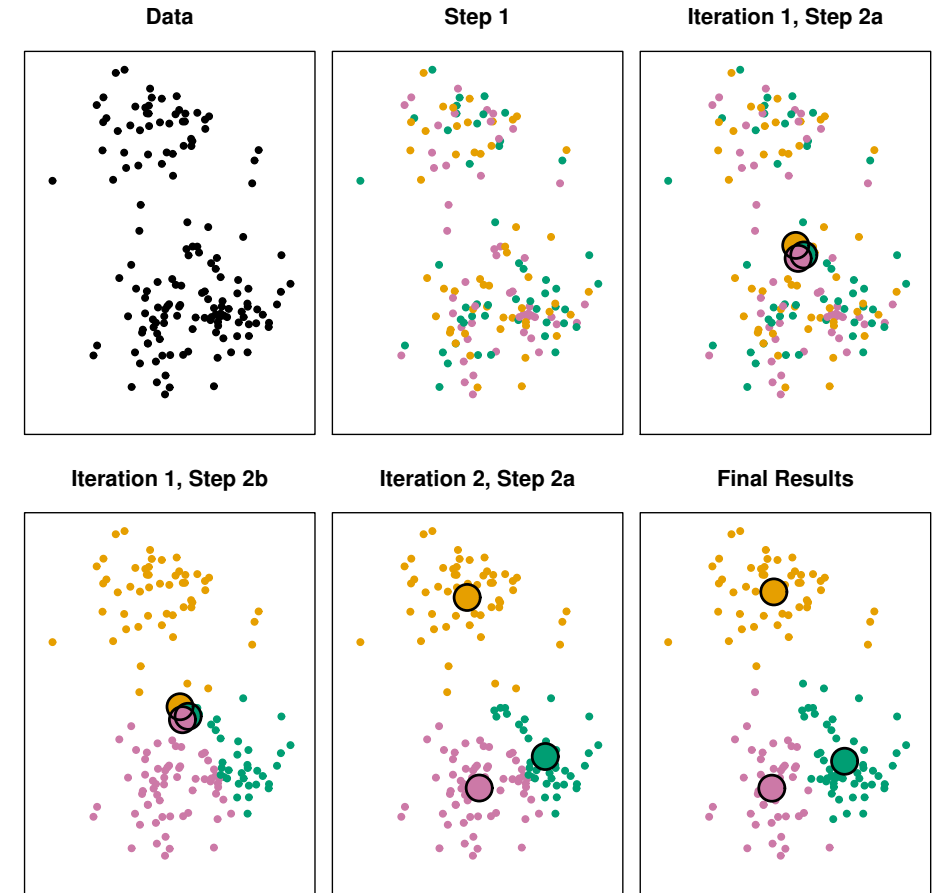 Data
Step 1
Iteration 1, Step 2a
Iteration 1, Step 2b
Iteration 2, Step 2a
Final Results